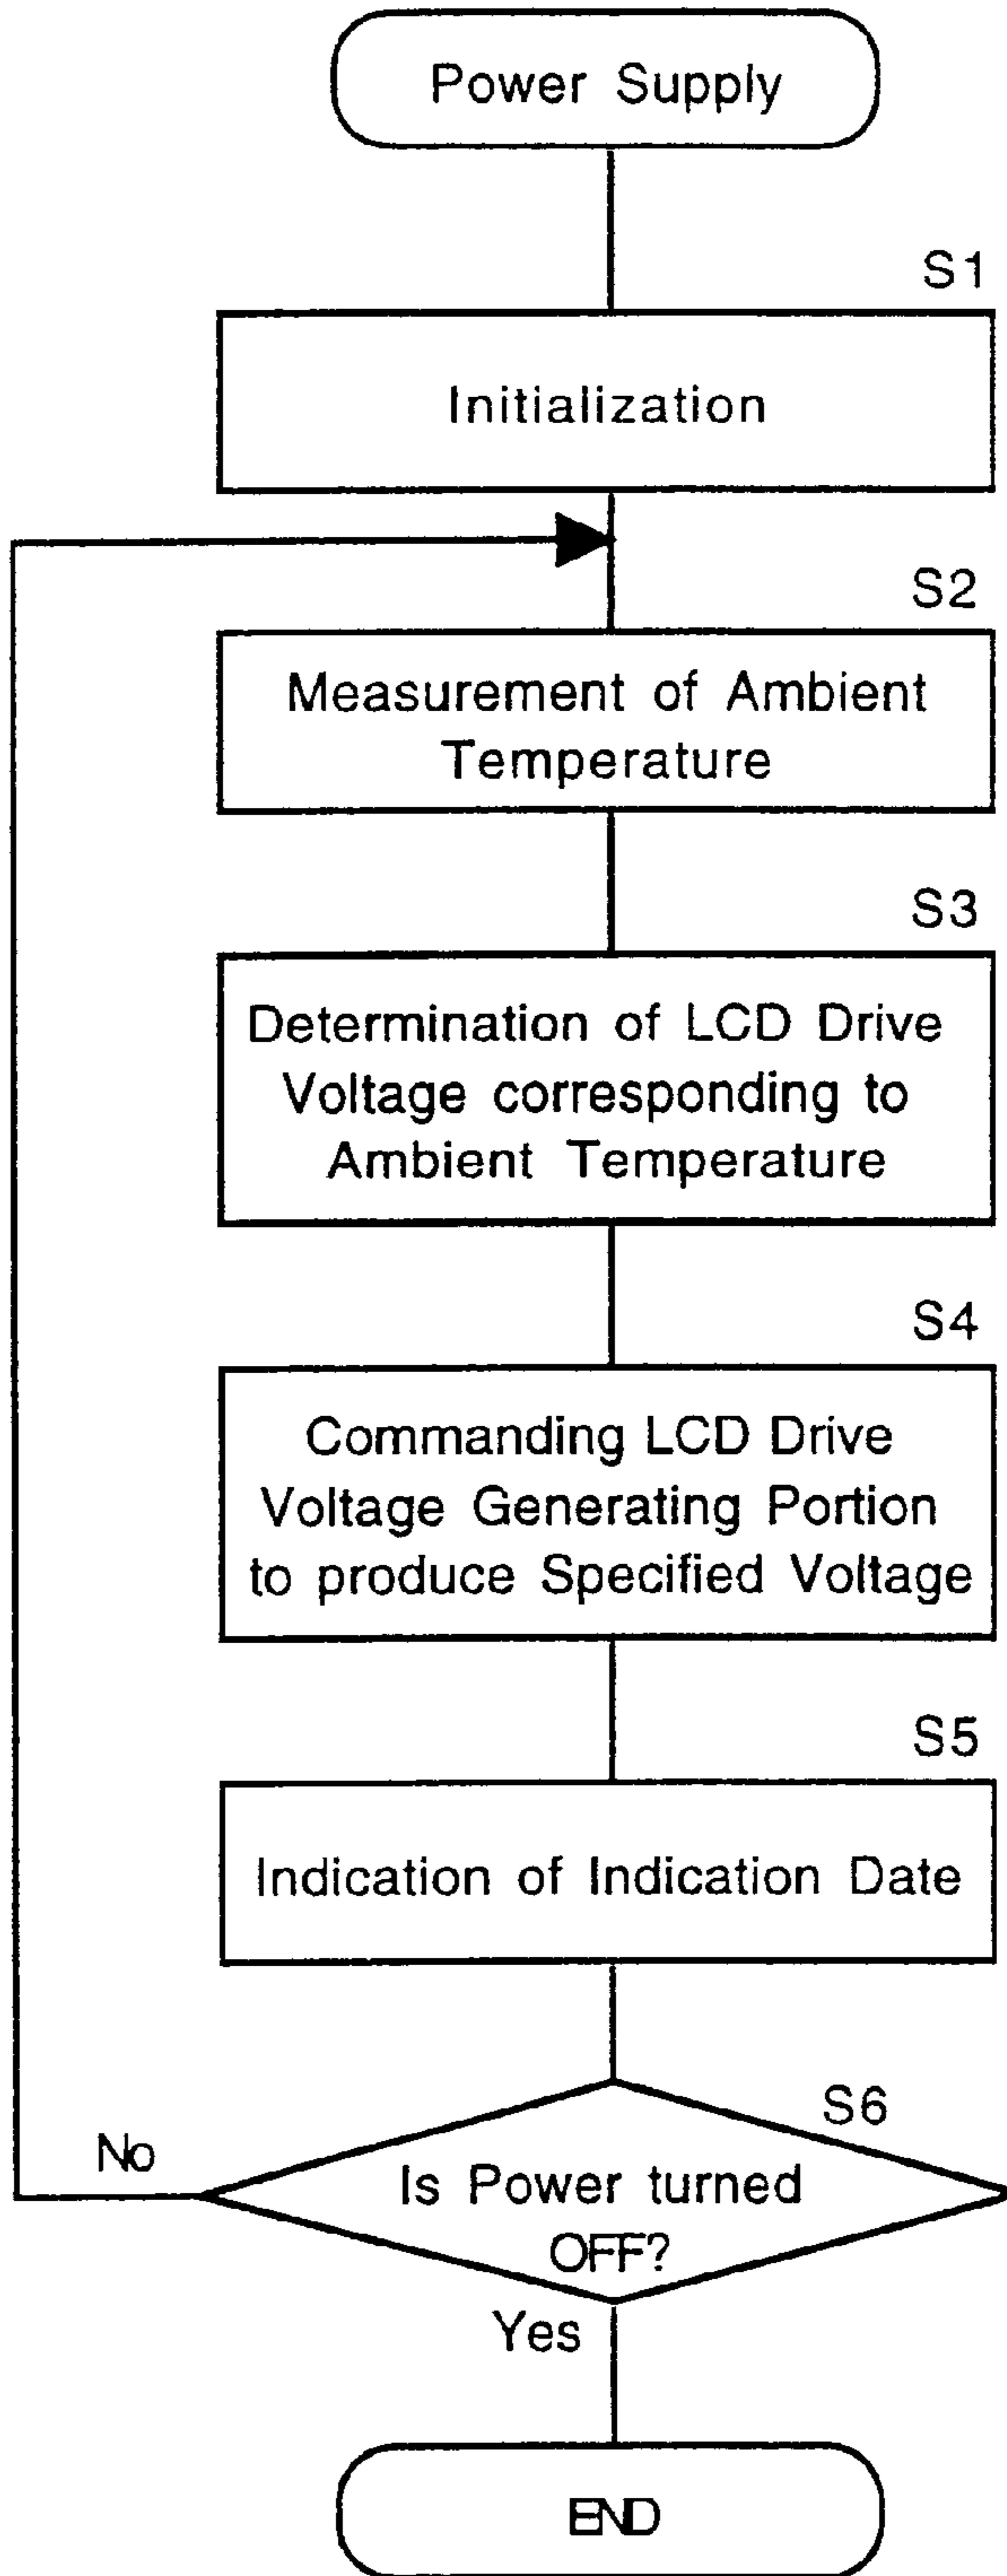 Power Supply
S1
Initialization
S2
Measurement of Ambient
Temperature
S3
Determination of LCD Drive
Voltage corresponding to
Ambient Temperature
S4
Commanding LCD Drive
Voltage Generating Portion
to produce Specified Voltage
S5
Indication of Indication Date
S6
No
Is Power turned
OFF?
Yes
END